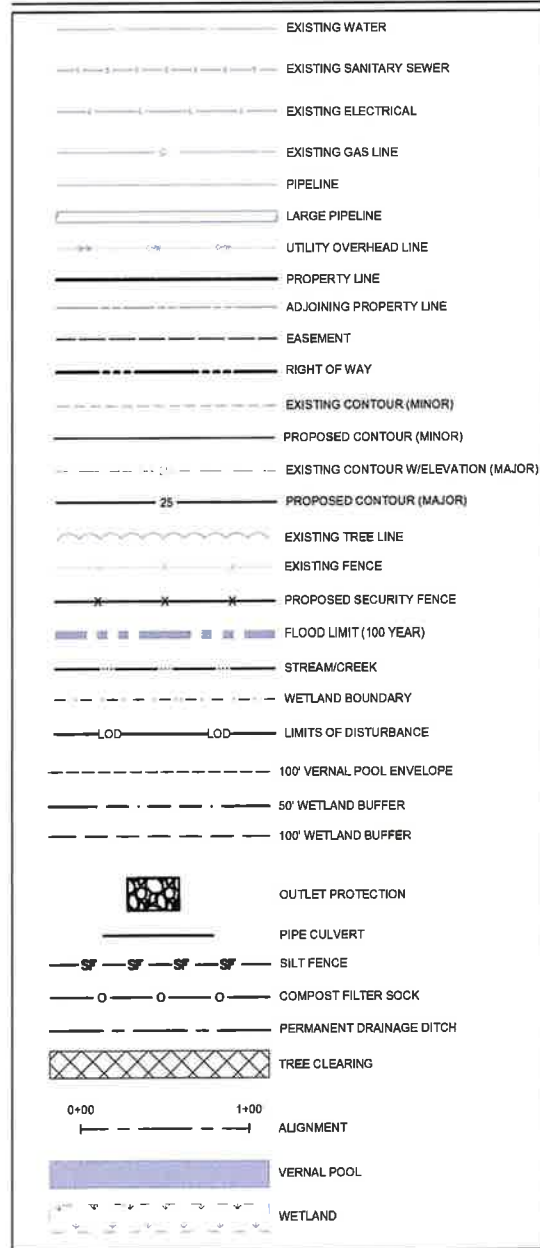 EXISTING WATER
S S S S S S EXISTING SANITARY SEWER
E E E E EXISTING ELECTRICAL
G EXISTING GAS LINE
PIPELINE
LARGE PIPELINE
UTILITY OVERHEAD LINE
PROPERTY LINE
ADJOINING PROPERTY LINE
EASEMENT
RIGHT OF WAY
EXISTING CONTOUR (MINOR)
PROPOSED CONTOUR (MINOR)
EXISTING CONTOUR W/ELEVATION (MAJOR)
25 PROPOSED CONTOUR (MAJOR)
EXISTING TREE LINE
EXISTING FENCE
X X X PROPOSED SECURITY FENCE
FLOOD LIMIT (100 YEAR)
STREAM/CREEK
WETLAND BOUNDARY
LOD LOD LIMITS OF DISTURBANCE
100' VERNAL POOL ENVELOPE
50' WETLAND BUFFER
100' WETLAND BUFFER
OUTLET PROTECTION
PIPE CULVERT
SF SF SF SF SILT FENCE
O O O COMPOST FILTER SOCK
PERMANENT DRAINAGE DITCH
TREE CLEARING
0+00 1+00
ALIGNMENT
VERNAL POOL
WETLAND